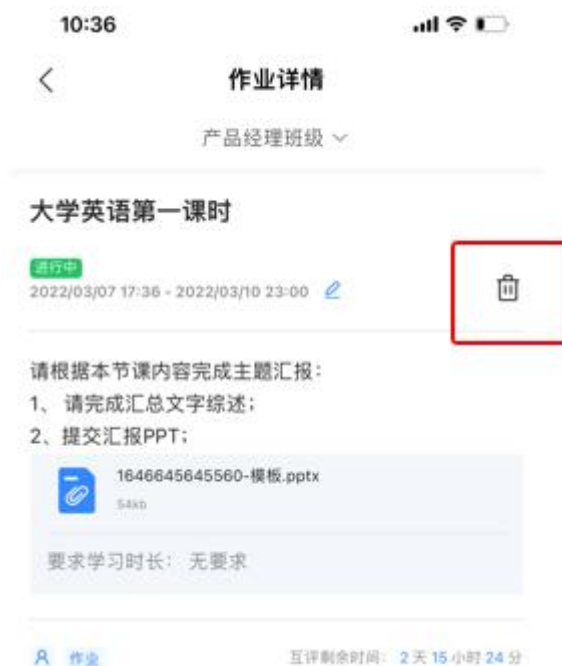 10:36
作业详情
产品经理班级
大学英语第一课时
进行中
2022/03/07 17:36 - 2022/03/10 23:00
请根据本节课内容完成主题汇报：
1、 请完成汇总文字综述；
2、提交汇报PPT；
1646645645560-模板.pptx
54kb
要求学习时长： 无要求
作业 互评剩余时间： 2 天 15 小时 24 分